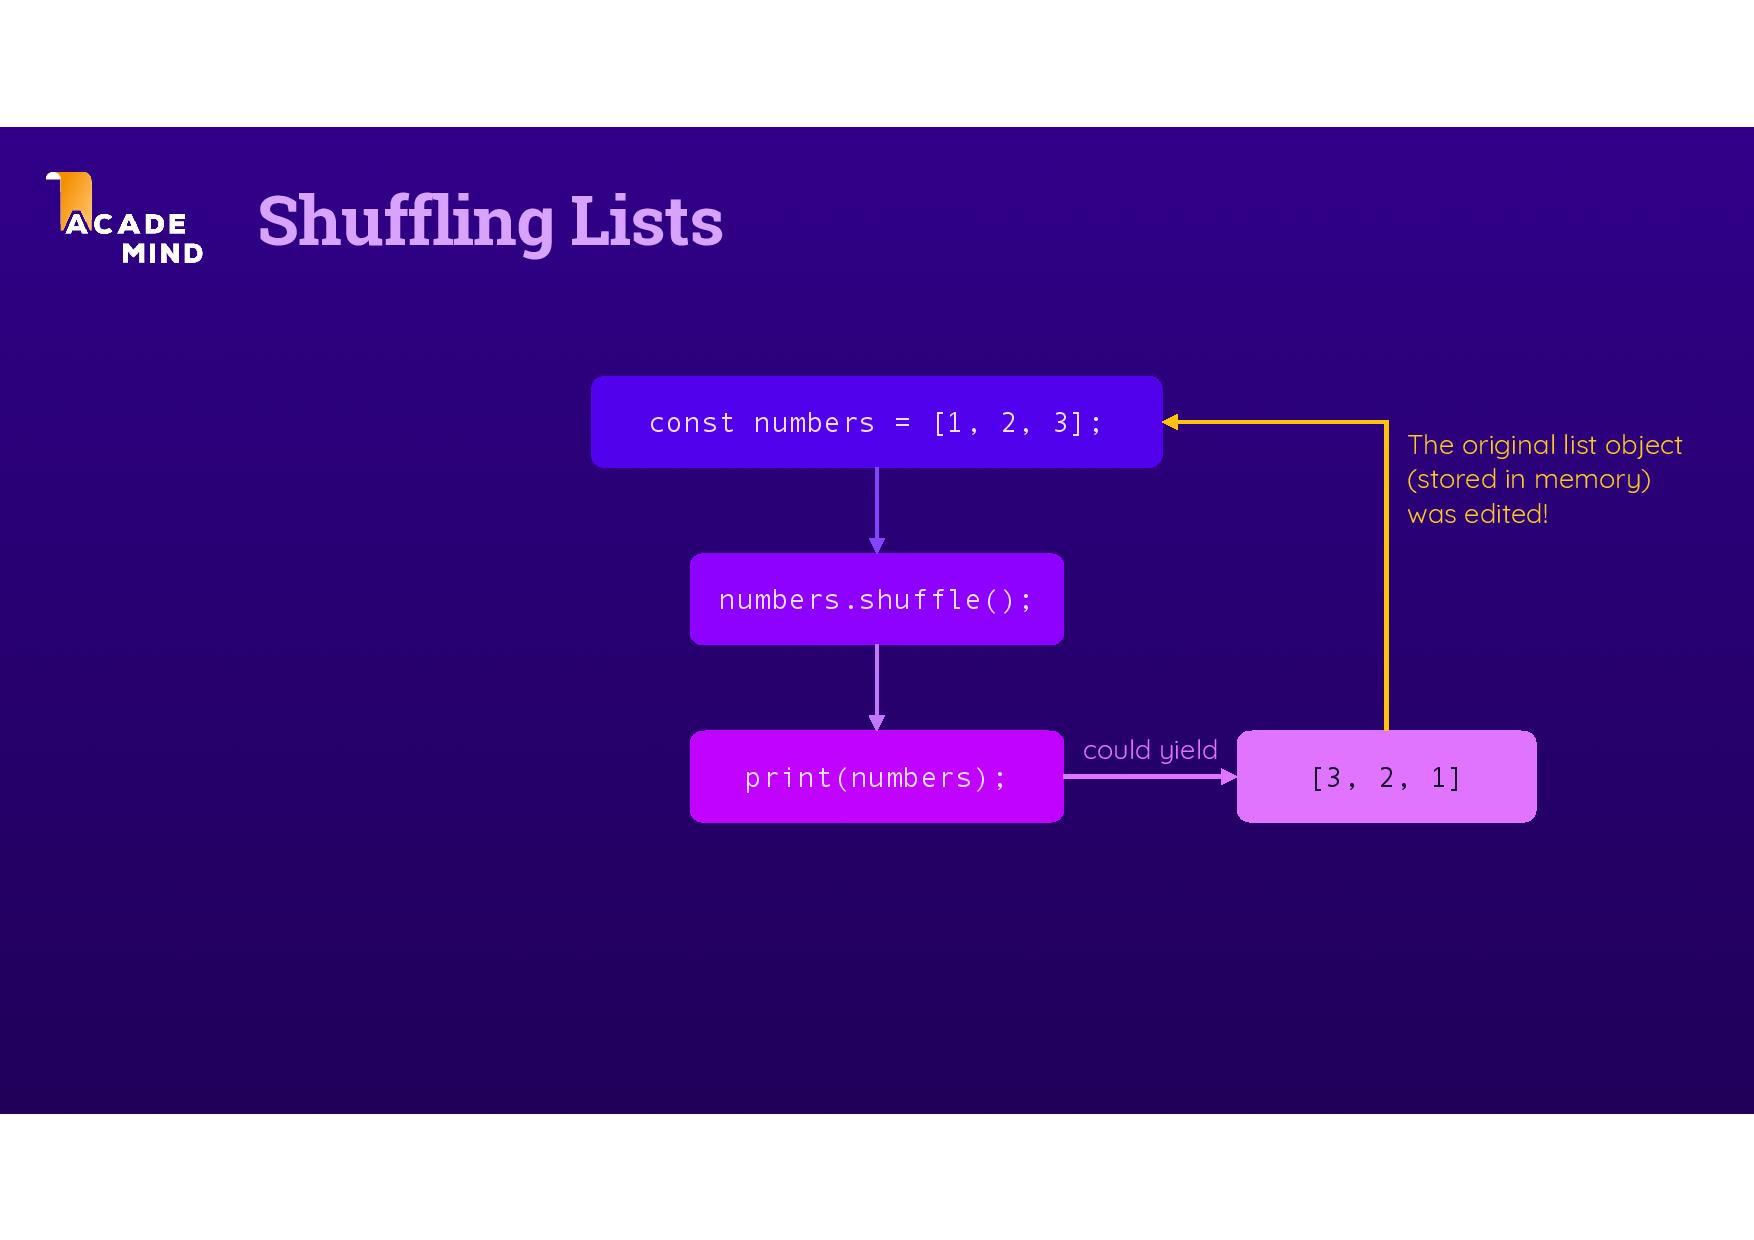 ACADE
MIND
Shuffling Lists
const numbers = [1, 2, 3];
The original list object
(stored in memory)
was edited!
numbers.shuffle();
print(numbers);
could yield
[3, 2, 1]